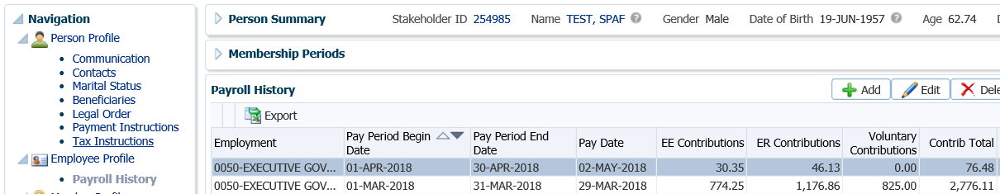 Navigation
Person Profile
Communication
Contacts
Marital Status
Beneficiaries
Legal Order
Payment Instructions
Tax Instructions
Employee Profile
Payroll History
Person Summary Stakeholder ID 254985 Name TEST, SPAF Gender Male Date of Birth 19-JUN-1957 Age 62.74
Membership Periods
Payroll History Add Edit Dele
Export
Employment Pay Period Begin Date Pay Period End Date Pay Date EE Contributions ER Contributions Voluntary Contributions Contrib Total
0050-EXECUTIVE GOV... 01-APR-2018 30-APR-2018 02-MAY-2018 30.35 46.13 0.00 76.48
0050-EXECUTIVE GOV... 01-MAR-2018 31-MAR-2018 29-MAR-2018 774.25 1,176.86 825.00 2,776.11